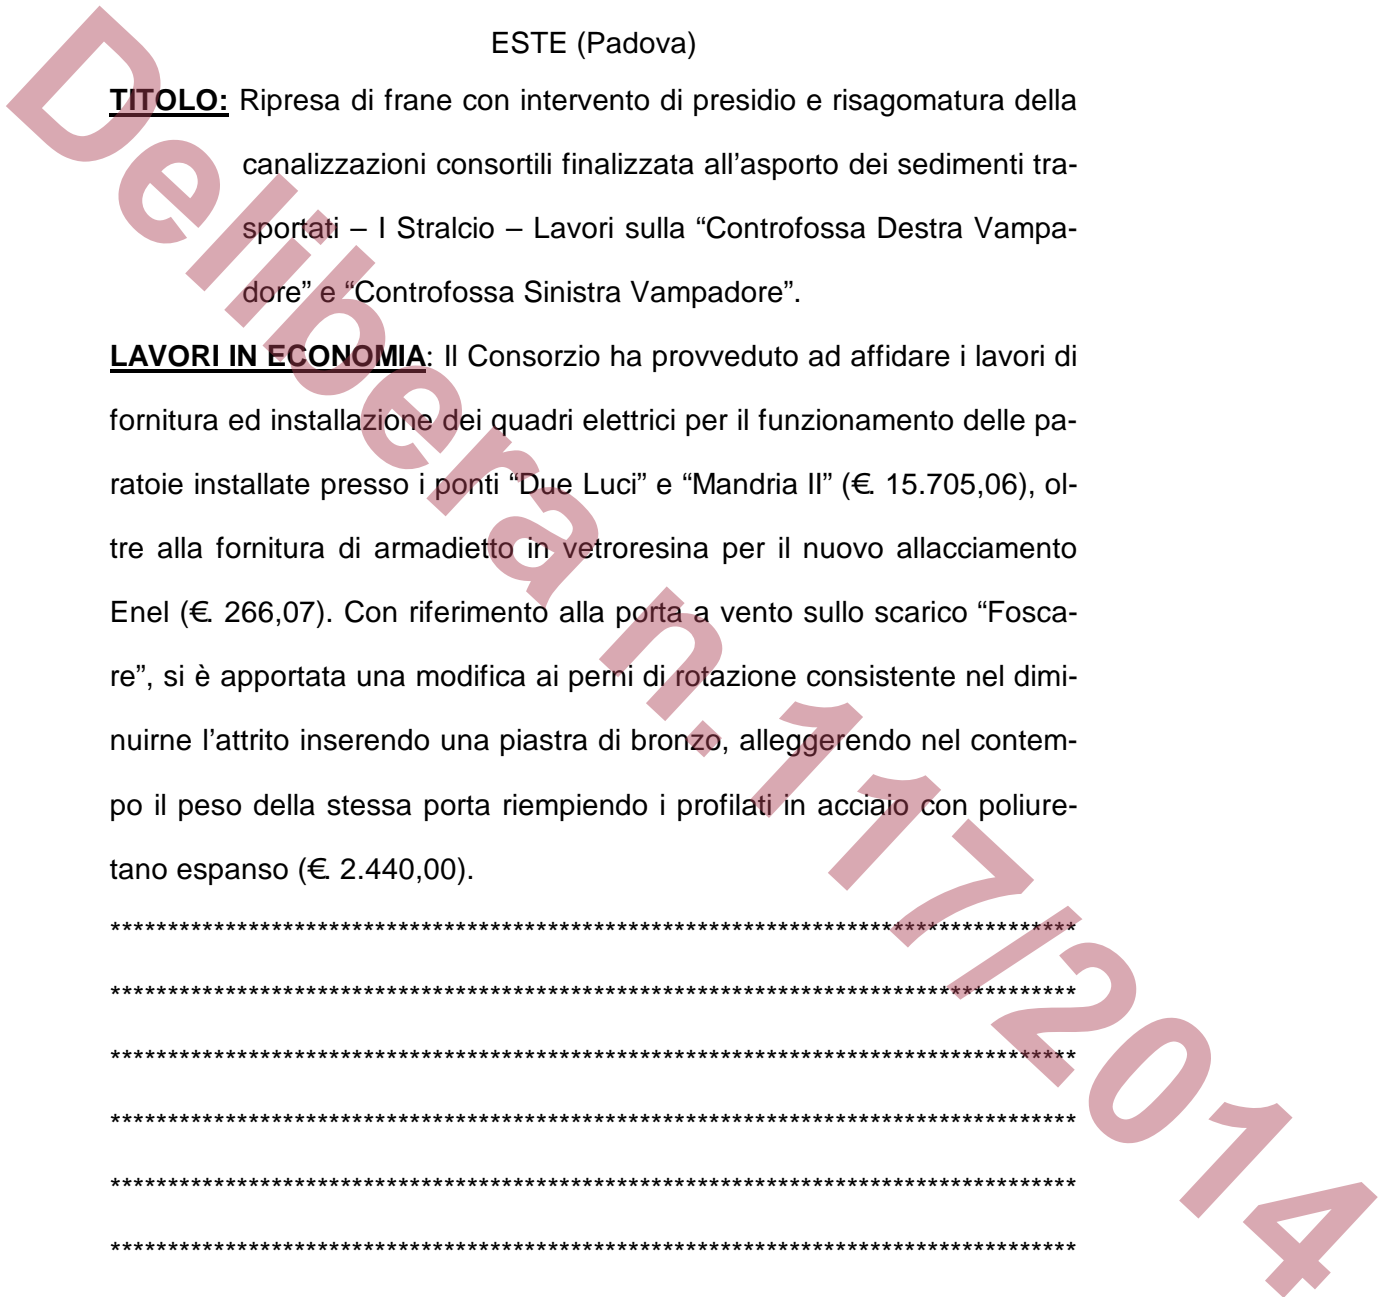 ESTE (Padova)
TITOLO: Ripresa di frane con intervento di presidio e risagomatura della
canalizzazioni consortili finalizzata all’asporto dei sedimenti tra-
sportati – I Stralcio – Lavori sulla “Controfossa Destra Vampa-
dore” e “Controfossa Sinistra Vampadore”.
LAVORI IN ECONOMIA: Il Consorzio ha provveduto ad affidare i lavori di
fornitura ed installazione dei quadri elettrici per il funzionamento delle pa-
ratoie installate presso i ponti “Due Luci” e “Mandria II” (€. 15.705,06), ol-
tre alla fornitura di armadietto in vetroresina per il nuovo allacciamento
Enel (€. 266,07). Con riferimento alla porta a vento sullo scarico “Fosca-
re”, si è apportata una modifica ai perni di rotazione consistente nel dimi-
nuirne l’attrito inserendo una piastra di bronzo, alleggerendo nel contem-
po il peso della stessa porta riempiendo i profilati in acciaio con poliure-
tano espanso (€. 2.440,00).
************************************************************************************
************************************************************************************
************************************************************************************
************************************************************************************
************************************************************************************
************************************************************************************
Delibera n. 117/2014